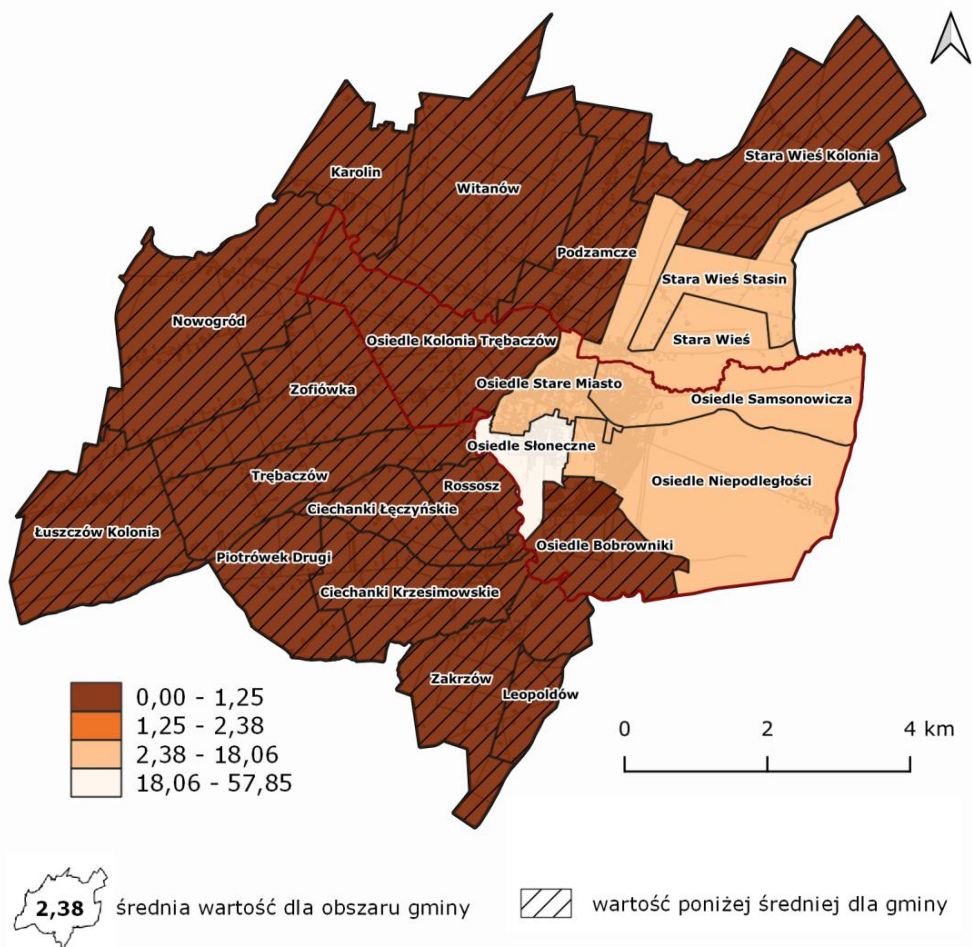 Stara Wieś Kolonia
Karolin
Witanów
Podzamcze
Stara Wieś Stasin
Nowogród
Osiedle Kolonia Trębaczów
Stara Wieś
Zofiówka
Osiedle Stare Miasto
Osiedle Samsonowicza
Osiedle Słoneczne
Trębaczów
Rossosz
Osiedle Niepodległości
Ciechanki Łęczyńskie
Łuszczów Kolonia
Osiedle Bobrowniki
Piotrówek Drugi
Ciechanki Krzesimowskie
Zakrzów
Leopoldów
0,00 - 1,25
1,25 - 2,38
2,38 - 18,06
18,06 - 57,85
0 2 4 km
2,38 średnia wartość dla obszaru gminy
wartość poniżej średniej dla gminy